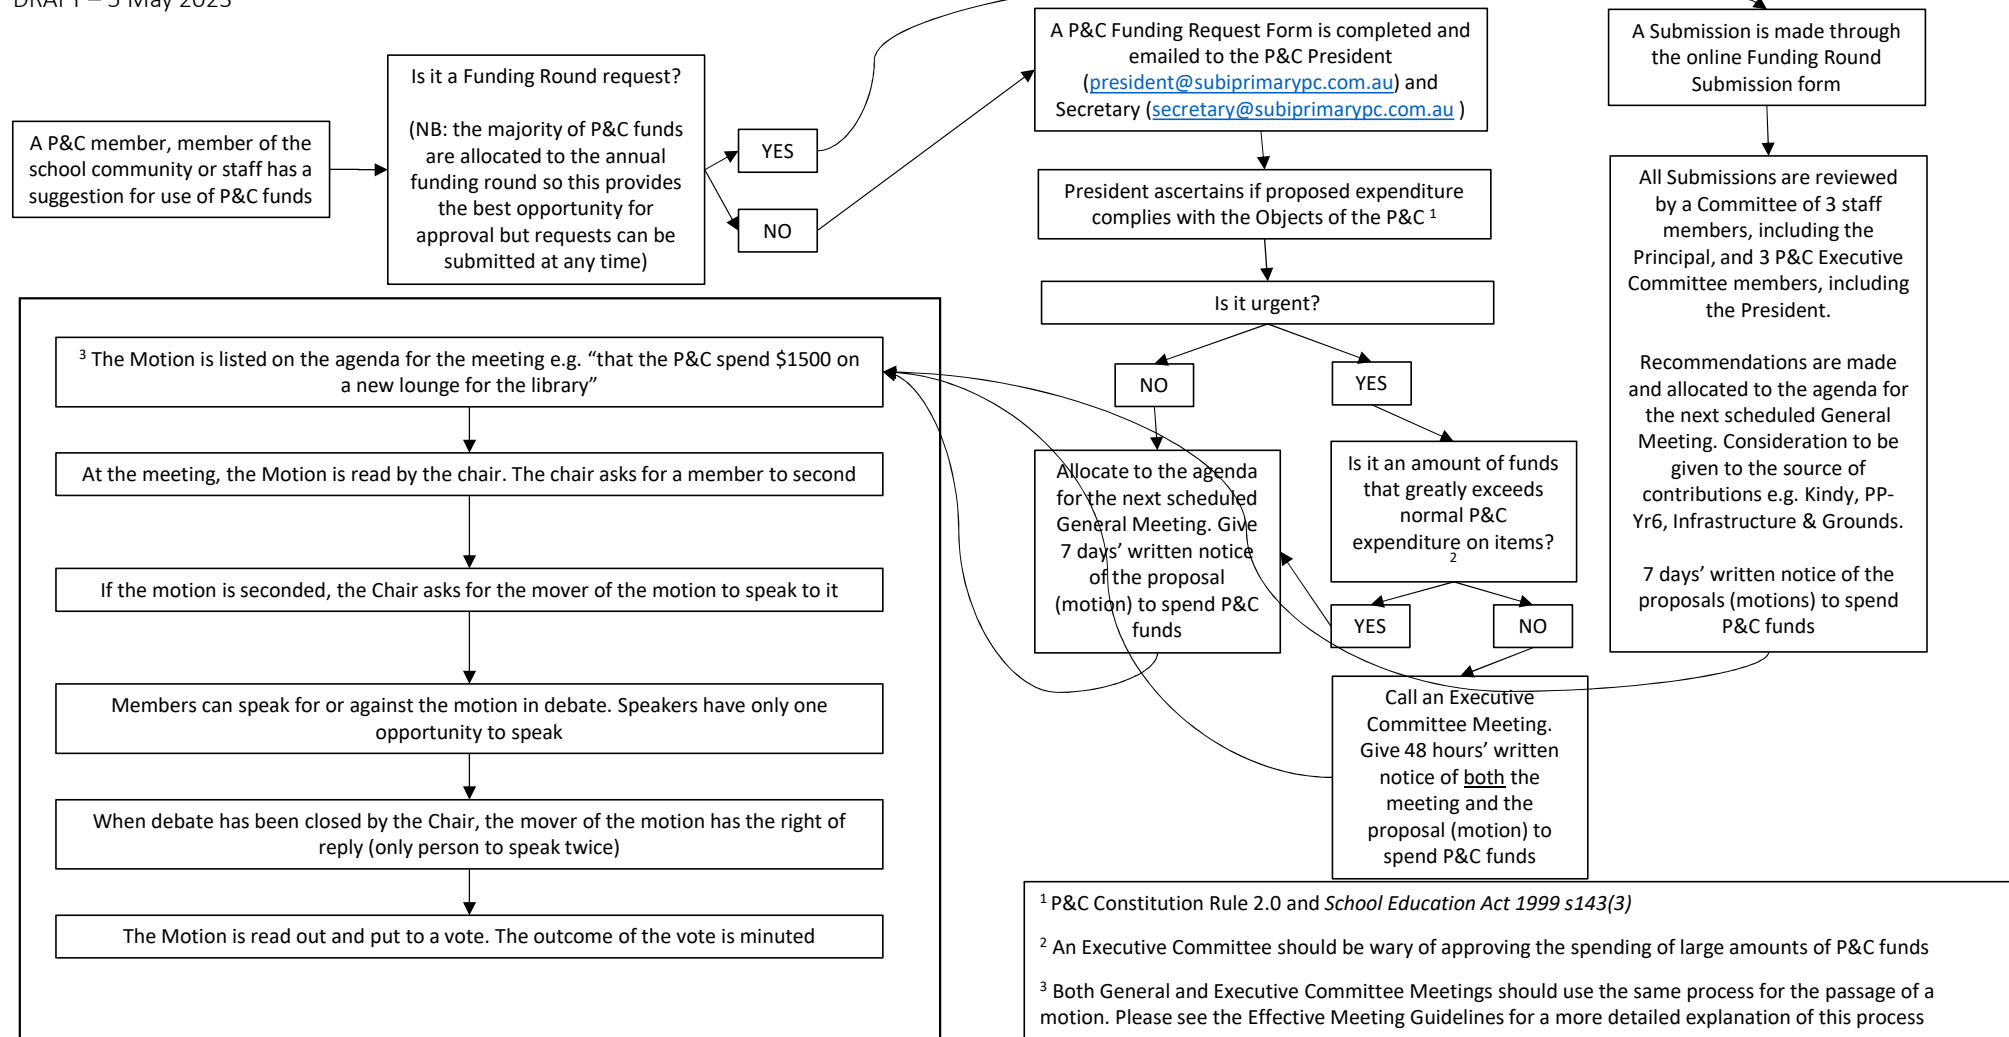 DRAFT – 5 May 2023
A P&C member, member of the
school community or staff has a
suggestion for use of P&C funds
Is it a Funding Round request?
(NB: the majority of P&C funds
are allocated to the annual
funding round so this provides
the best opportunity for
approval but requests can be
submitted at any time)
YES
NO
A P&C Funding Request Form is completed and
emailed to the P&C President
(president@subiprimarypc.com.au) and
Secretary (secretary@subiprimarypc.com.au )
President ascertains if proposed expenditure
complies with the Objects of the P&C ¹
Is it urgent?
NO
YES
Allocate to the agenda
for the next scheduled
General Meeting. Give
7 days’ written notice
of the proposal
(motion) to spend P&C
funds
Is it an amount of funds
that greatly exceeds
normal P&C
expenditure on items?
2
YES
NO
Call an Executive
Committee Meeting.
Give 48 hours’ written
notice of both the
meeting and the
proposal (motion) to
spend P&C funds
A Submission is made through
the online Funding Round
Submission form
All Submissions are reviewed
by a Committee of 3 staff
members, including the
Principal, and 3 P&C Executive
Committee members, including
the President.
Recommendations are made
and allocated to the agenda for
the next scheduled General
Meeting. Consideration to be
given to the source of
contributions e.g. Kindy, PP-
Yr6, Infrastructure & Grounds.
7 days’ written notice of the
proposals (motions) to spend
P&C funds
³ The Motion is listed on the agenda for the meeting e.g. “that the P&C spend $1500 on
a new lounge for the library”
At the meeting, the Motion is read by the chair. The chair asks for a member to second
If the motion is seconded, the Chair asks for the mover of the motion to speak to it
Members can speak for or against the motion in debate. Speakers have only one
opportunity to speak
When debate has been closed by the Chair, the mover of the motion has the right of
reply (only person to speak twice)
The Motion is read out and put to a vote. The outcome of the vote is minuted
¹ P&C Constitution Rule 2.0 and School Education Act 1999 s143(3)
² An Executive Committee should be wary of approving the spending of large amounts of P&C funds
³ Both General and Executive Committee Meetings should use the same process for the passage of a
motion. Please see the Effective Meeting Guidelines for a more detailed explanation of this process